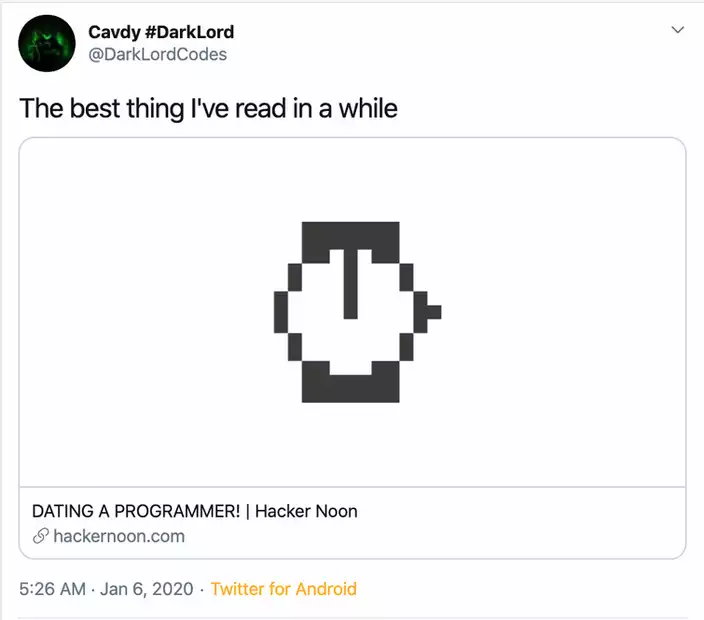 Cavdy #DarkLord
@DarkLordCodes
The best thing I've read in a while
DATING A PROGRAMMER! | Hacker Noon
hackernoon.com
5:26 AM · Jan 6, 2020 · Twitter for Android